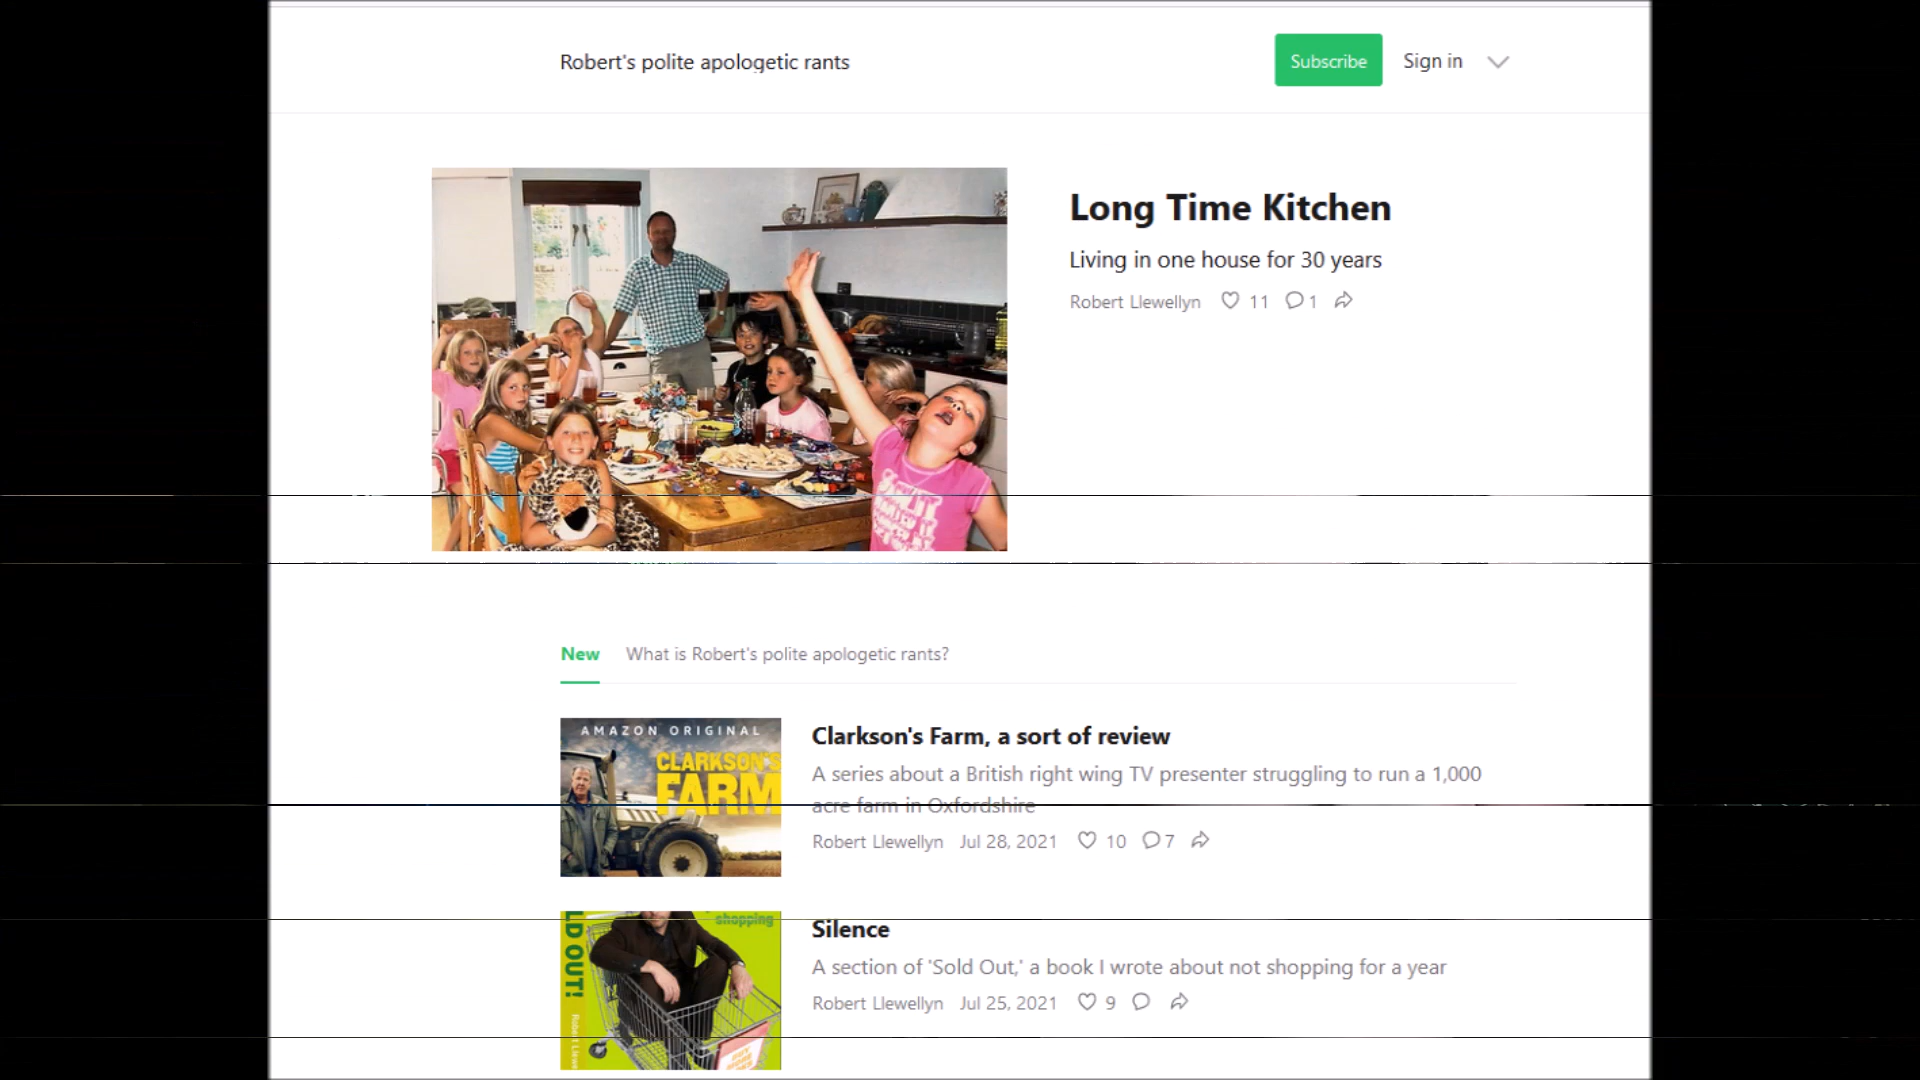 Robert's polite apologetic rants
Subscribe
Sign in
Long Time Kitchen
Living in one house for 30 years
Robert Llewellyn 11 1
New What is Robert's polite apologetic rants?
AMAZON ORIGINAL
CLARKSON'S
FARM
Clarkson's Farm, a sort of review
A series about a British right wing TV presenter struggling to run a 1,000
acre farm in Oxfordshire
Robert Llewellyn Jul 28, 2021 10 7
shopping
LD OUT!
Silence
A section of 'Sold Out,' a book I wrote about not shopping for a year
Robert Llewellyn Jul 25, 2021 9